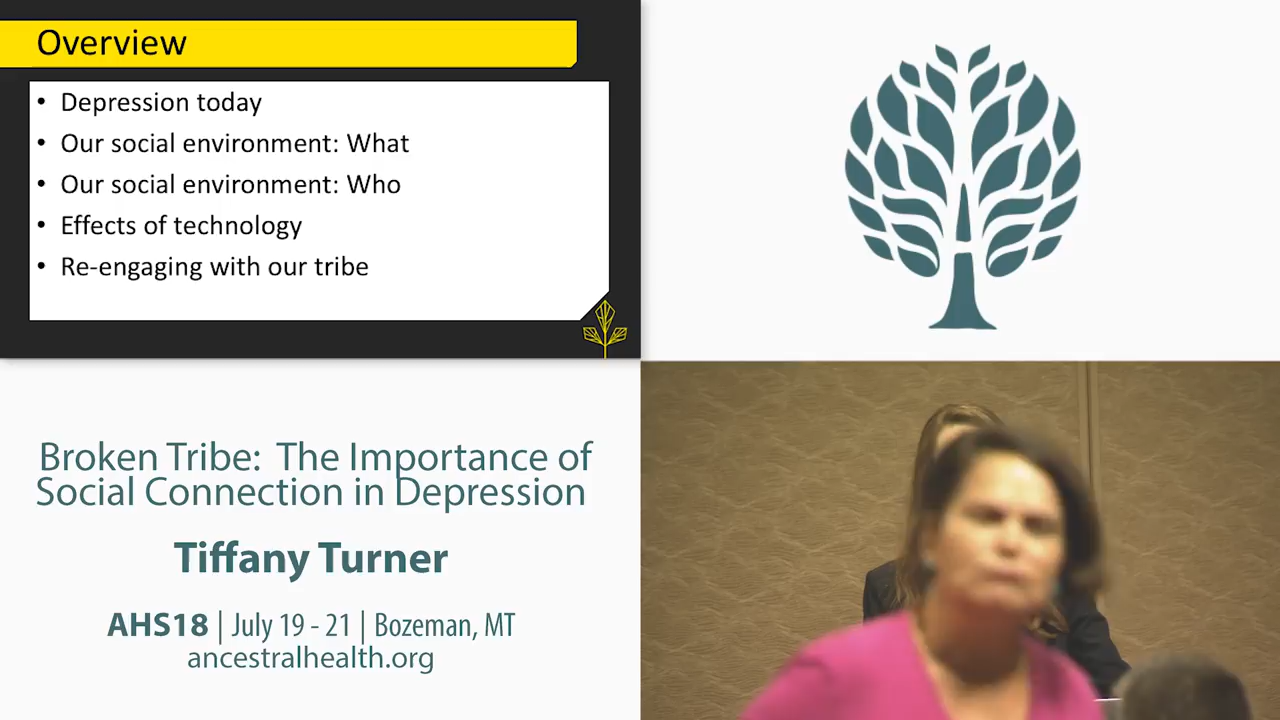 Overview
• Depression today
• Our social environment: What
• Our social environment: Who
• Effects of technology
• Re-engaging with our tribe
Broken Tribe: The Importance of
Social Connection in Depression
Tiffany Turner
AHS18 | July 19 - 21 | Bozeman, MT
ancestralhealth.org